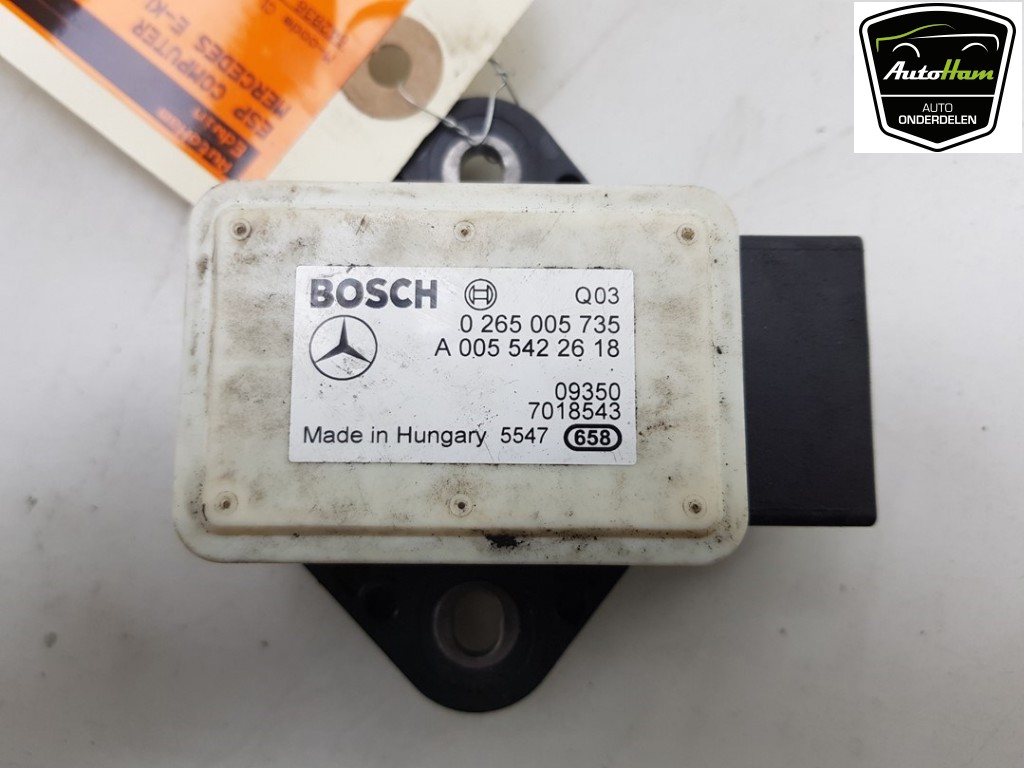 AutoHam
AUTO
ONDERDELEN
ESP COMPUTER
MERCEDES E-Kl
BOSCH Q03
0 265 005 735
A 005 542 26 18
09350
7018543
Made in Hungary 5547 658